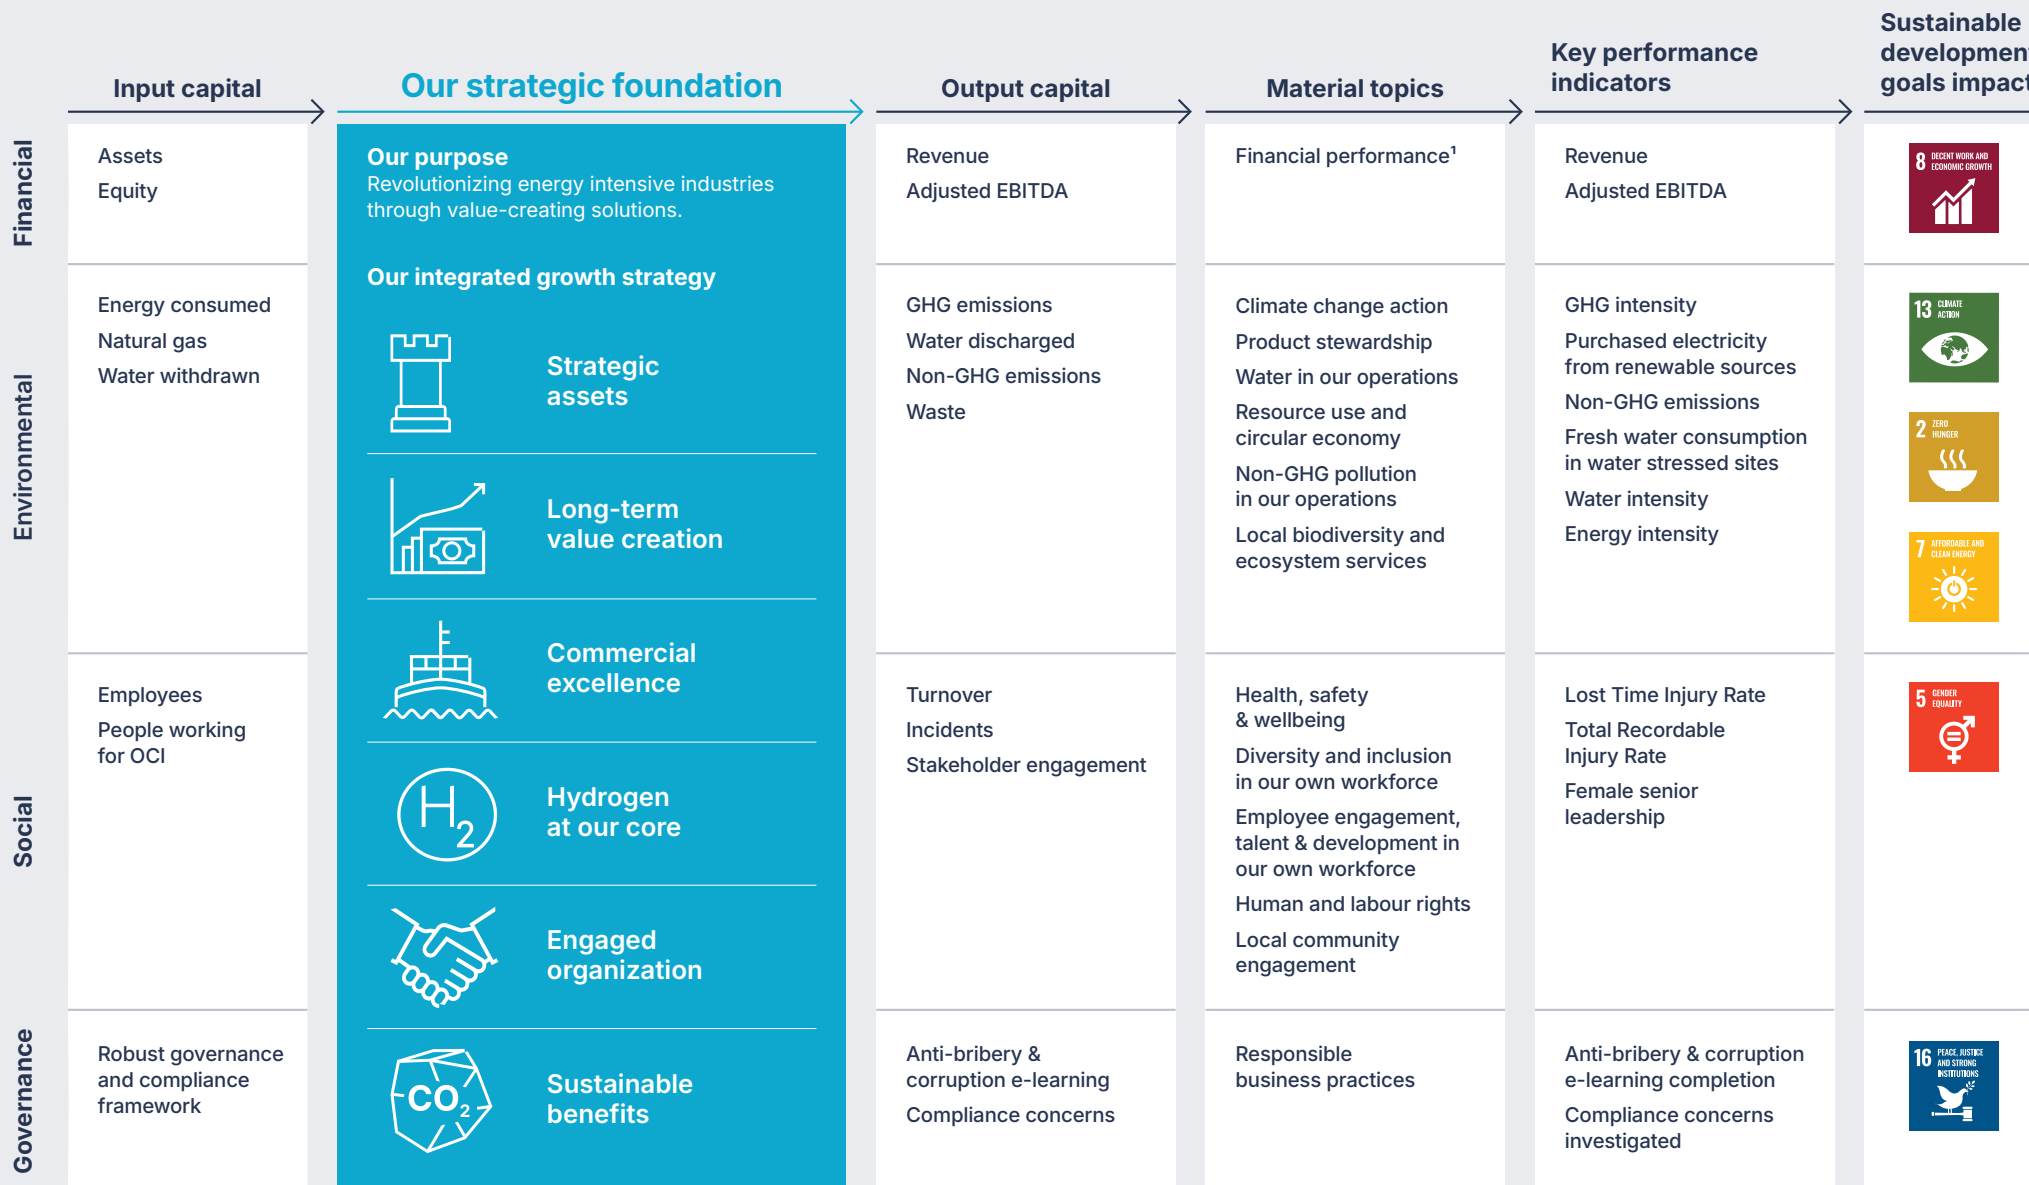 Input capital
Our strategic foundation
Output capital
Material topics
Key performance
indicators
Sustainable
development
goals impact
Financial
Assets
Equity
Our purpose
Revolutionizing energy intensive industries
through value-creating solutions.
Revenue
Adjusted EBITDA
Financial performance¹
Revenue
Adjusted EBITDA
8 DECENT WORK AND
ECONOMIC GROWTH
Our integrated growth strategy
Environmental
Energy consumed
Natural gas
Water withdrawn
Strategic
assets
Long-term
value creation
GHG emissions
Water discharged
Non-GHG emissions
Waste
Climate change action
Product stewardship
Water in our operations
Resource use and
circular economy
Non-GHG pollution
in our operations
Local biodiversity and
ecosystem services
GHG intensity
Purchased electricity
from renewable sources
Non-GHG emissions
Fresh water consumption
in water stressed sites
Water intensity
Energy intensity
13 CLIMATE
ACTION
2 ZERO
HUNGER
7 AFFORDABLE AND
CLEAN ENERGY
Social
Employees
People working
for OCI
Commercial
excellence
H2
Hydrogen
at our core
Engaged
organization
Turnover
Incidents
Stakeholder engagement
Health, safety
& wellbeing
Diversity and inclusion
in our own workforce
Employee engagement,
talent & development in
our own workforce
Human and labour rights
Local community
engagement
Lost Time Injury Rate
Total Recordable
Injury Rate
Female senior
leadership
5 GENDER
EQUALITY
Governance
Robust governance
and compliance
framework
CO2
Sustainable
benefits
Anti-bribery &
corruption e-learning
Compliance concerns
Responsible
business practices
Anti-bribery & corruption
e-learning completion
Compliance concerns
investigated
16 PEACE, JUSTICE
AND STRONG
INSTITUTIONS